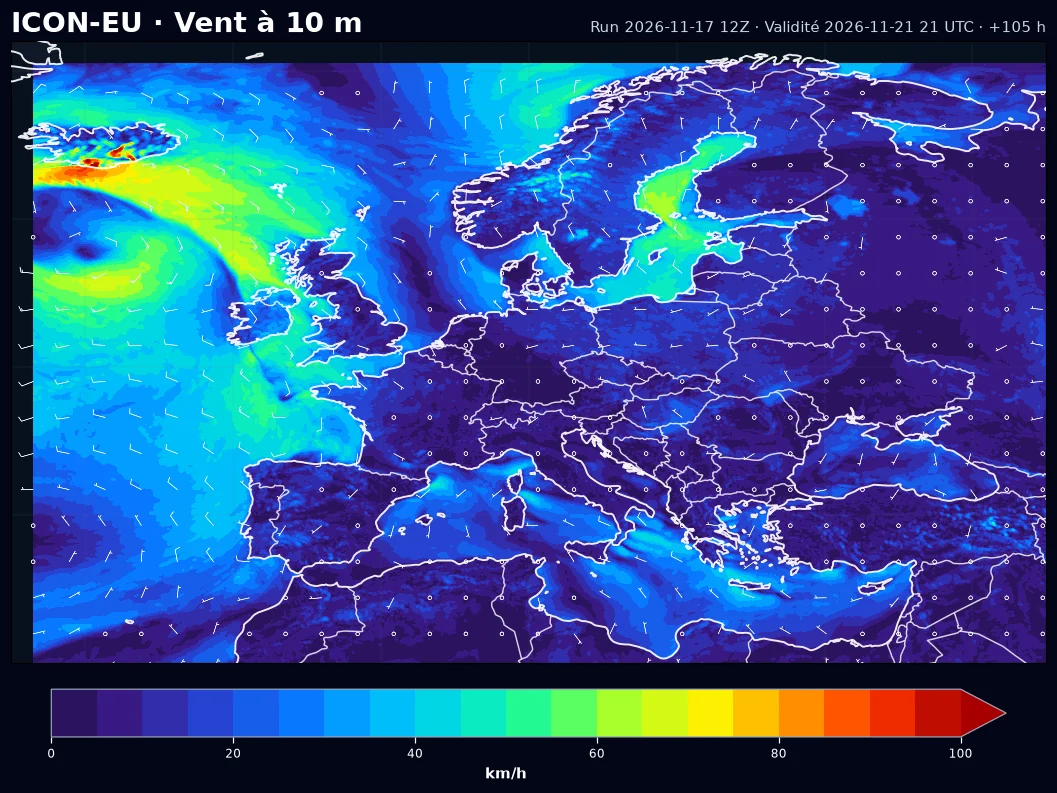 ICON-EU · Vent à 10 m
Run 2026-11-17 12Z · Validité 2026-11-21 21 UTC · +105 h
0 20 40 60 80 100
km/h